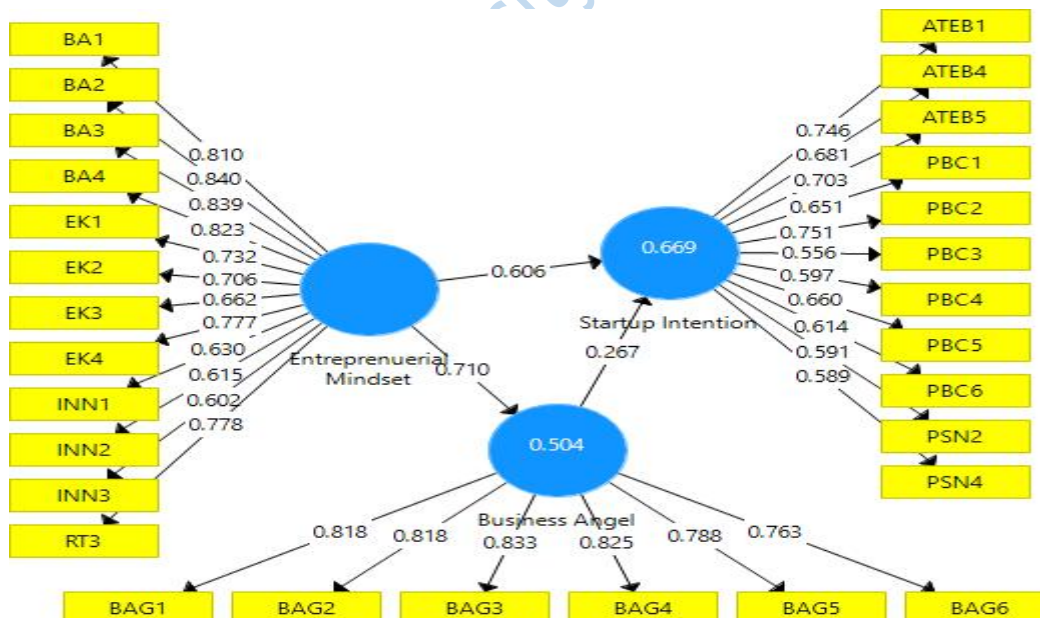 BA1
BA2
BA3
BA4
EK1
EK2
EK3
EK4
INN1
INN2
INN3
RT3
0.810
0.840
0.839
0.823
0.732
0.706
0.662
0.777
0.630
0.615
0.602
0.778
Entreprenuerial
Mindset
0.606
0.710
0.669
Startup Intention
0.267
0.504
Business Angel
0.746
0.681
0.703
0.651
0.751
0.556
0.597
0.660
0.614
0.591
0.589
ATEB1
ATEB4
ATEB5
PBC1
PBC2
PBC3
PBC4
PBC5
PBC6
PSN2
PSN4
0.818
0.818
0.833
0.825
0.788
0.763
BAG1
BAG2
BAG3
BAG4
BAG5
BAG6